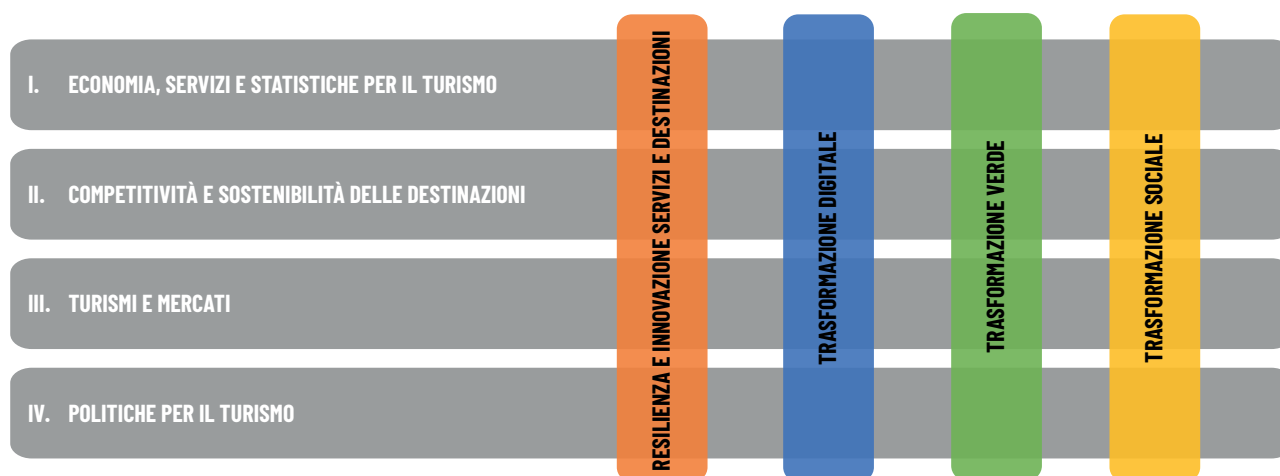 I. ECONOMIA, SERVIZI E STATISTICHE PER IL TURISMO
II. COMPETITIVITÀ E SOSTENIBILITÀ DELLE DESTINAZIONI
III. TURISMI E MERCATI
IV. POLITICHE PER IL TURISMO
RESILIENZA E INNOVAZIONE SERVIZI E DESTINAZIONI
TRASFORMAZIONE DIGITALE
TRASFORMAZIONE VERDE
TRASFORMAZIONE SOCIALE